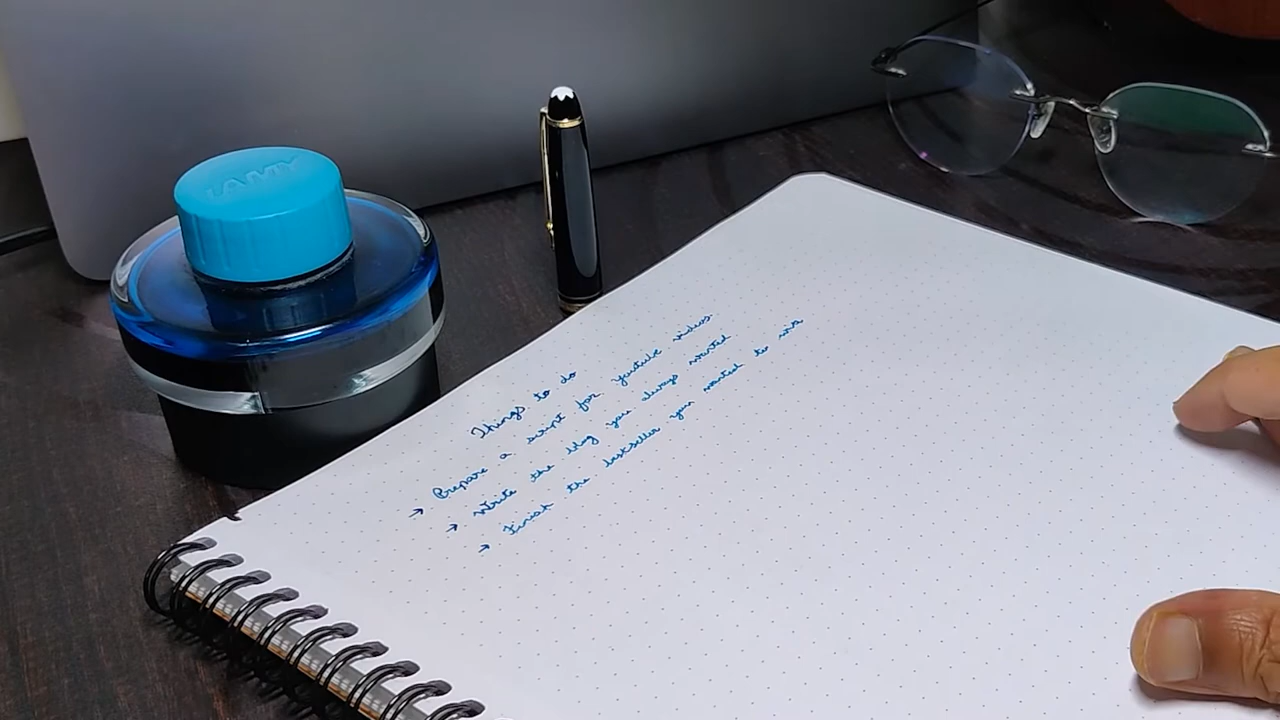 LAMY
Things to do
→ Prepare a script for Youtube videos.
→ Write the blog you always wanted
→ Finish the bestseller you wanted to